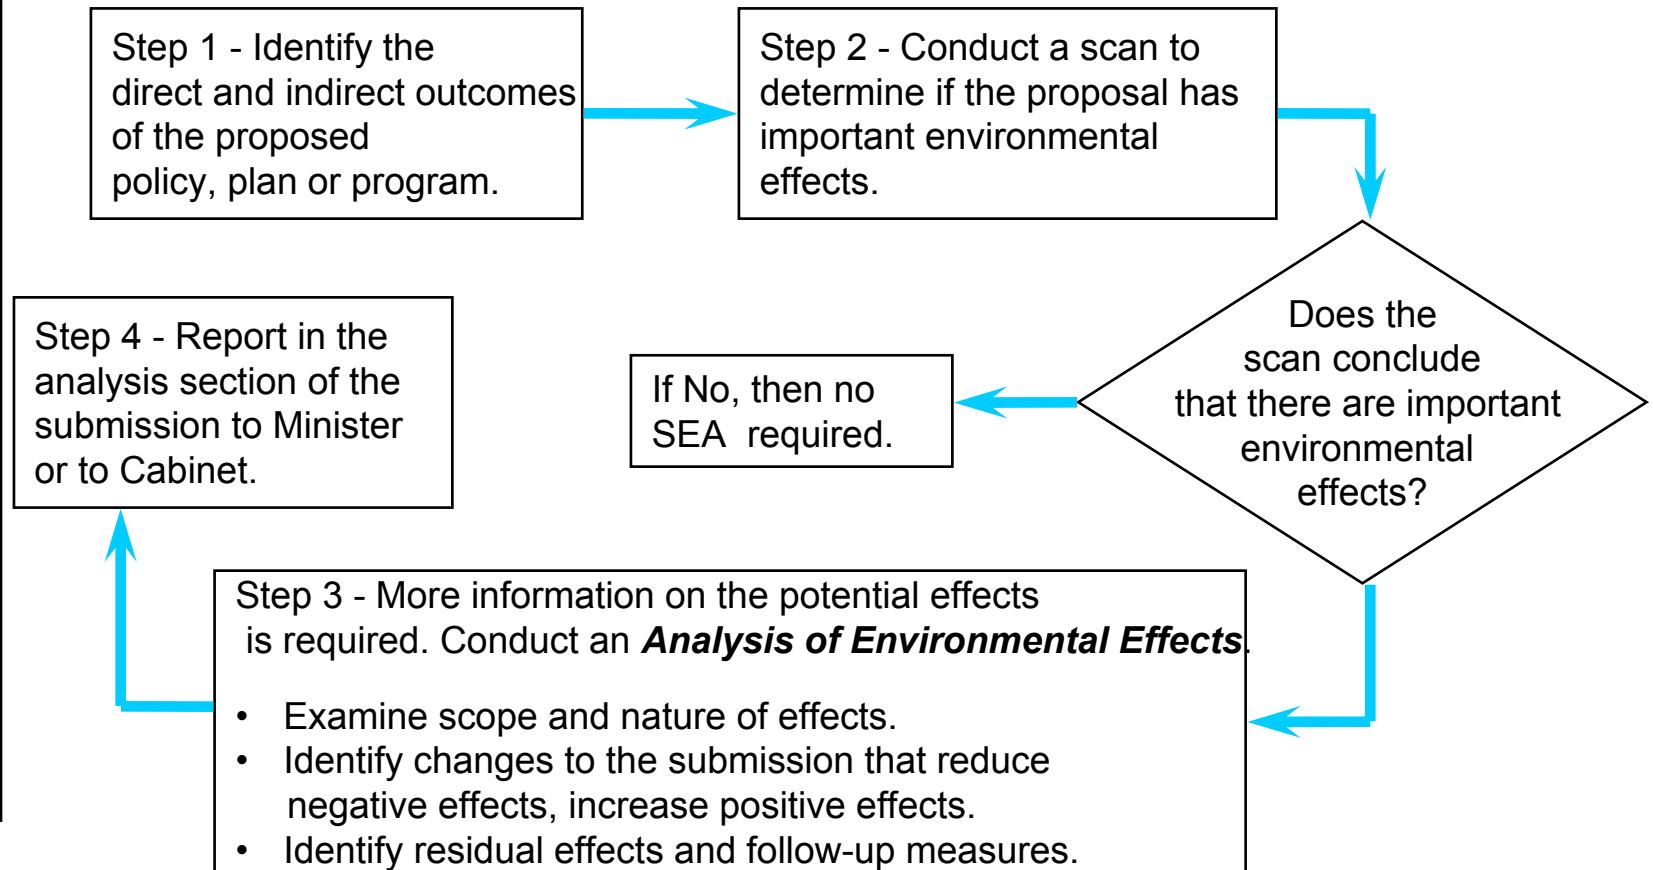 Step 1 - Identify the
direct and indirect outcomes
of the proposed
policy, plan or program.
Step 2 - Conduct a scan to
determine if the proposal has
important environmental
effects.
Does the
scan conclude
that there are important
environmental
effects?
If No, then no
SEA  required.
Step 3 - More information on the potential effects
is required. Conduct an Analysis of Environmental Effects.
• Examine scope and nature of effects.
• Identify changes to the submission that reduce
negative effects, increase positive effects.
• Identify residual effects and follow-up measures.
Step 4 - Report in the
analysis section of the
submission to Minister
or to Cabinet.